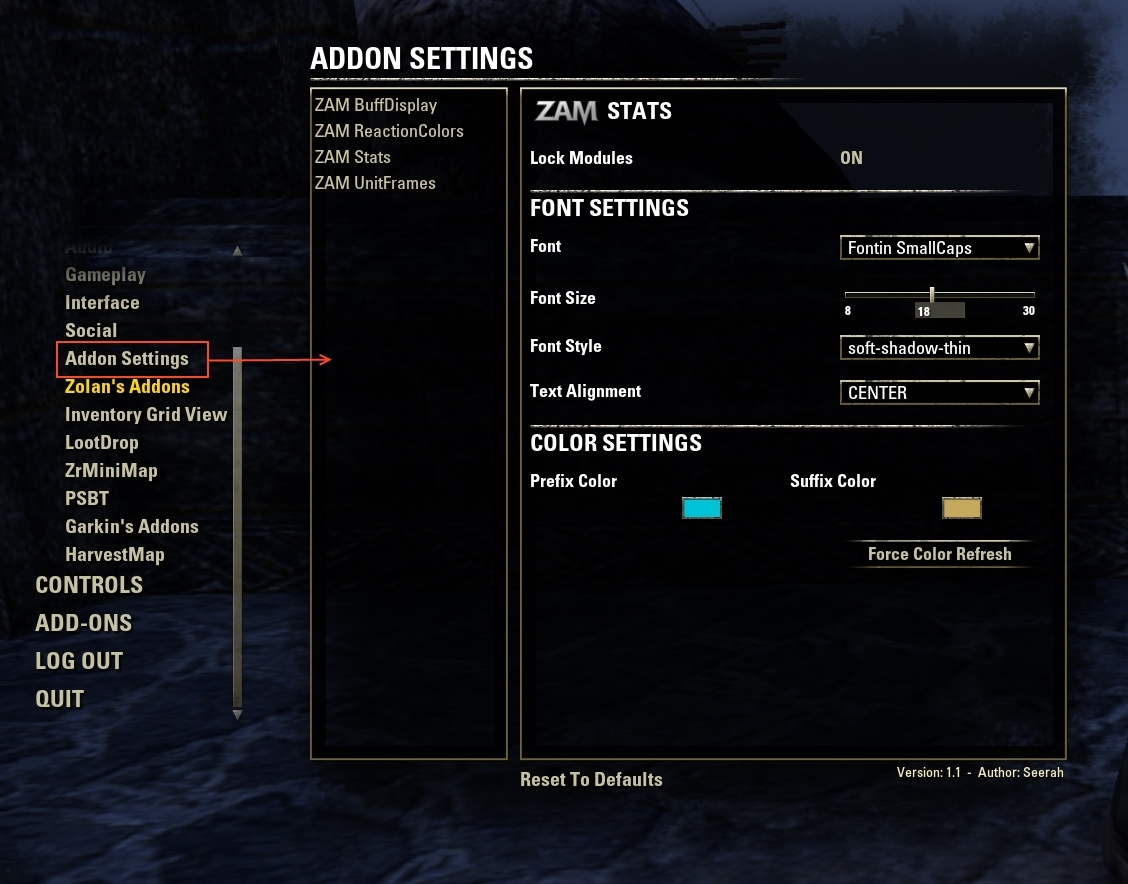 ADDON SETTINGS
Audio
Gameplay
Interface
Social
Addon Settings
Zolan's Addons
Inventory Grid View
LootDrop
ZrMiniMap
PSBT
Garkin's Addons
HarvestMap
CONTROLS
ADD-ONS
LOG OUT
QUIT
ZAM BuffDisplay
ZAM ReactionColors
ZAM Stats
ZAM UnitFrames
ZAM STATS
Lock Modules ON
FONT SETTINGS
Font Fontin SmallCaps
Font Size
8 18 30
Font Style soft-shadow-thin
Text Alignment CENTER
COLOR SETTINGS
Prefix Color Suffix Color
Force Color Refresh
Reset To Defaults
Version: 1.1 - Author: Seerah